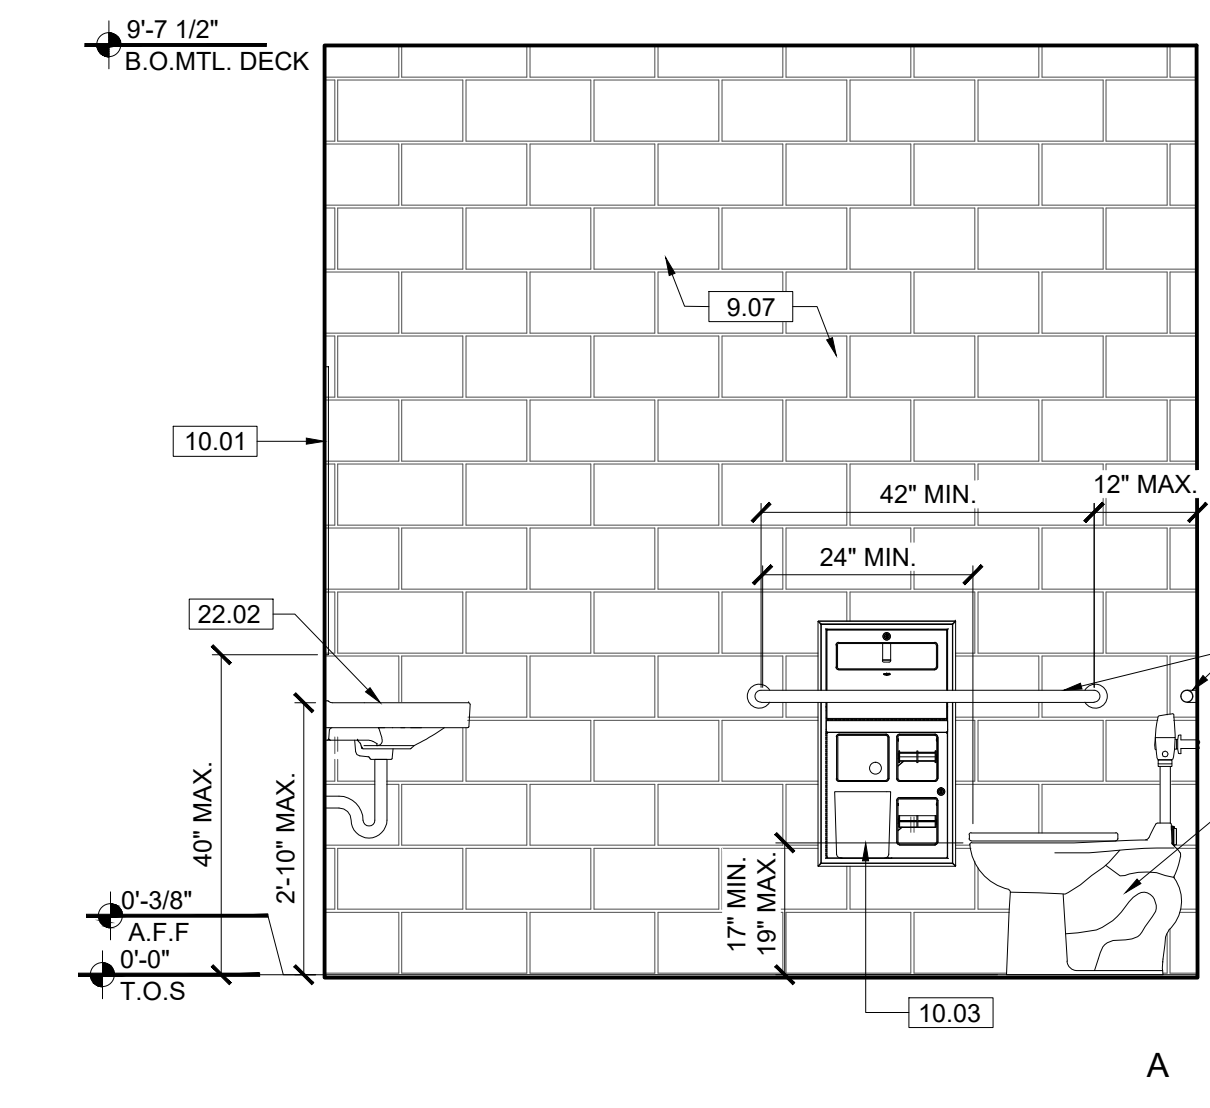 9'-7 1/2"
B.O.MTL. DECK
9.07
10.01
12" MAX.
42" MIN.
24" MIN.
22.02
40" MAX.
2'-10" MAX.
17" MIN.
19" MAX.
0'-3/8"
A.F.F
0'-0"
T.O.S
10.03
A